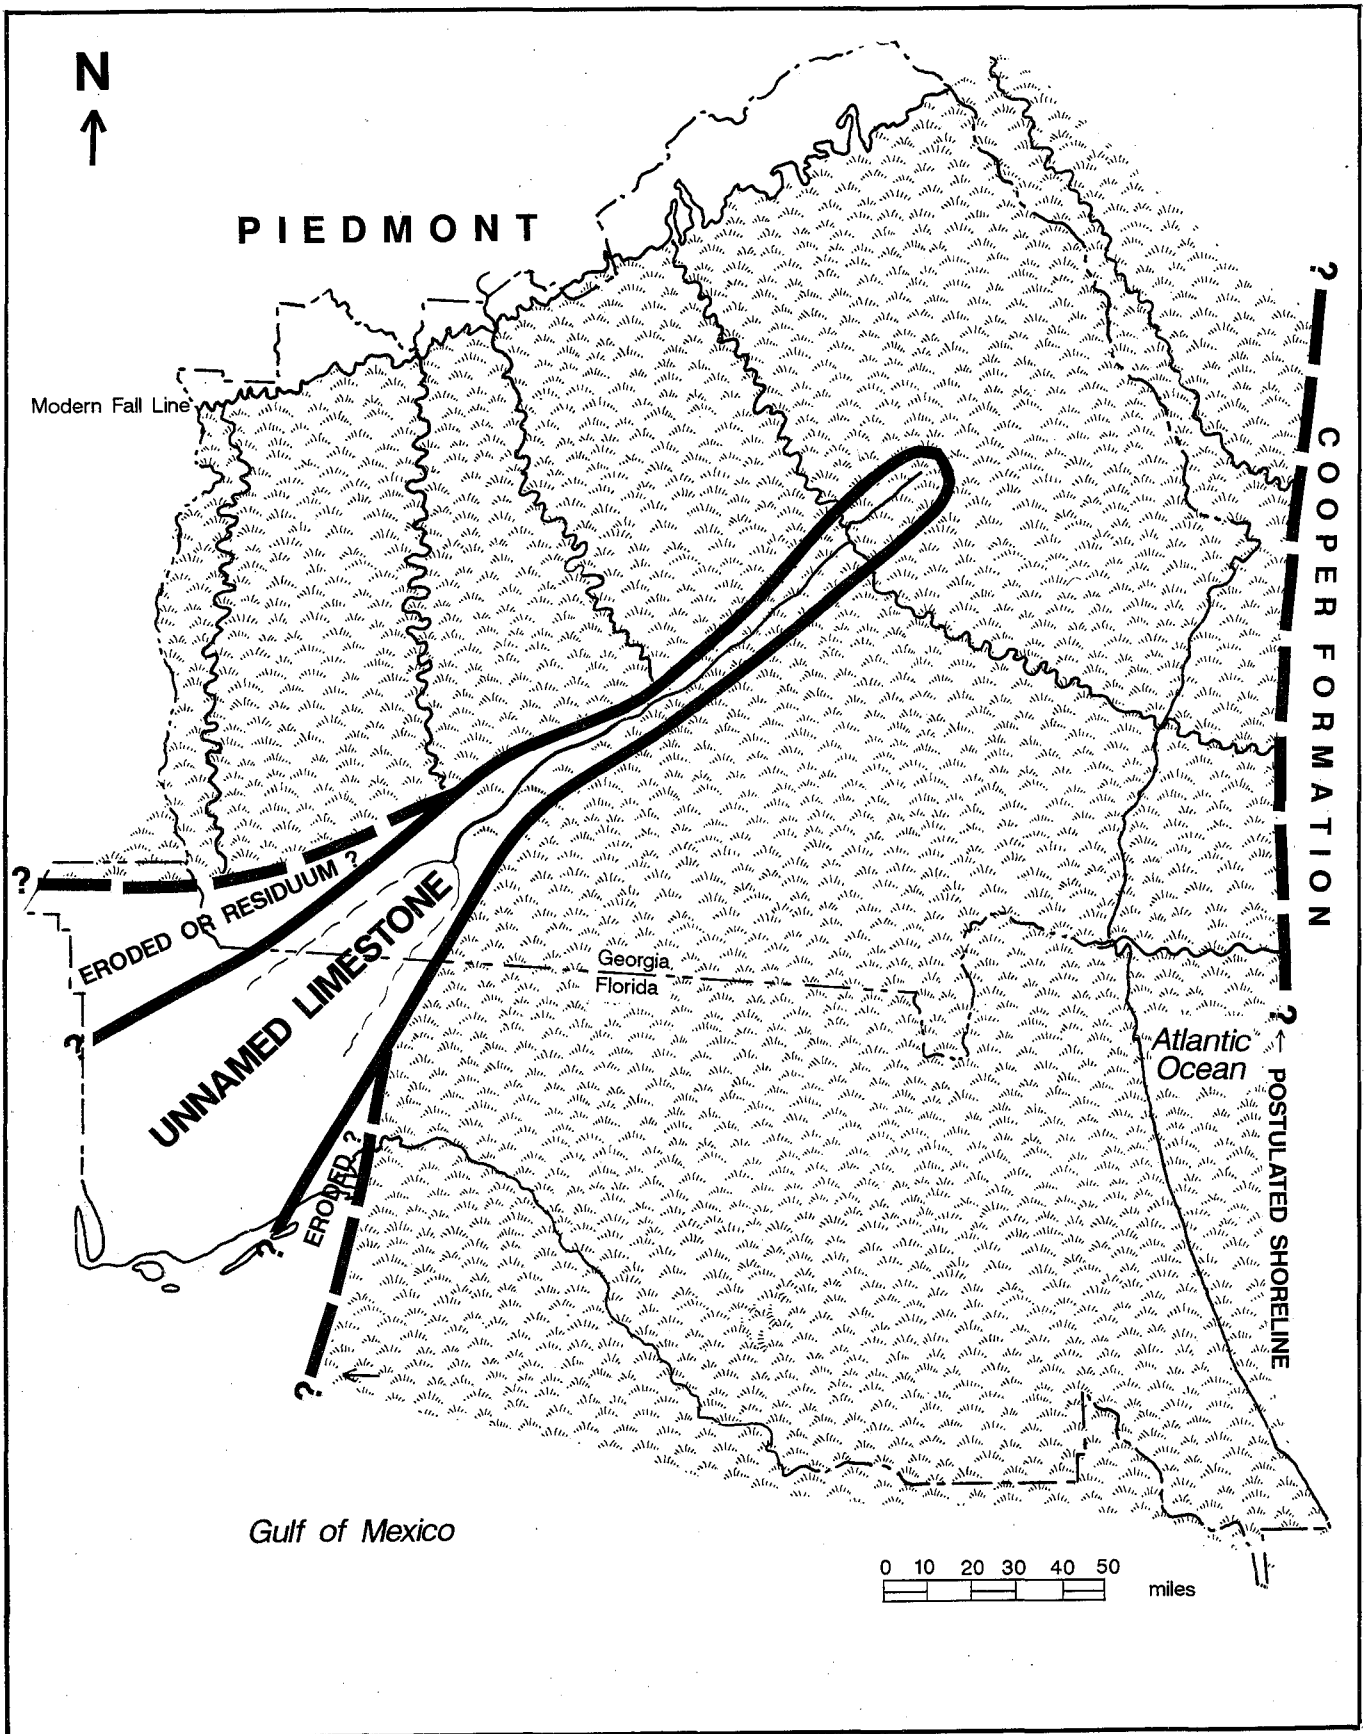 N
PIEDMONT
?
Modern Fall Line
COOPER FORMATION
?
ERODED OR RESIDUUM ?
UNNAMED LIMESTONE
Georgia
Florida
?
?
Atlantic
Ocean
← POSTULATED SHORELINE
ERODED ?
?
?
Gulf of Mexico
0 10 20 30 40 50
miles